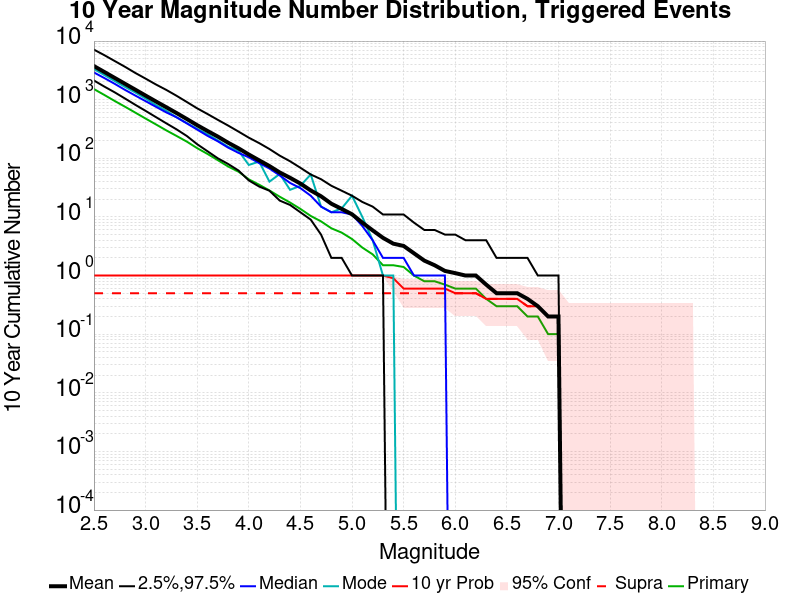 10 Year Magnitude Number Distribution, Triggered Events
10 Year Cumulative Number
10^4
10^3
10^2
10^1
10^0
10^-1
10^-2
10^-3
10^-4
2.5 3.0 3.5 4.0 4.5 5.0 5.5 6.0 6.5 7.0 7.5 8.0 8.5 9.0
Magnitude
Mean 2.5%,97.5% Median Mode 10 yr Prob 95% Conf Supra Primary